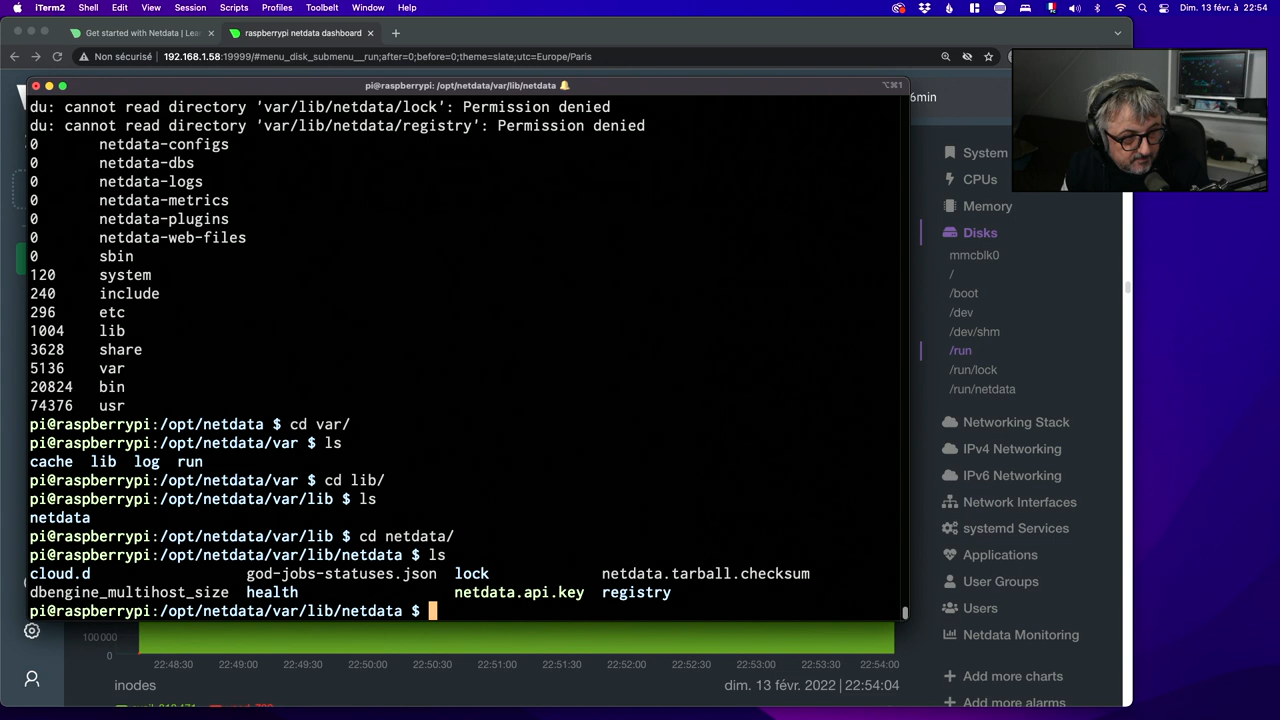 iTerm2 Shell Edit View Session Scripts Profiles Toolbelt Window Help Dim. 13 fév. à 22:54
Get started with Netdata | Lea
raspberrypi netdata dashboard
Non sécurisé 192.168.1.58:19999/#menu_disk_submenu__run;after=0;before=0;theme=slate;utc=Europe/Paris
pi@raspberrypi: /opt/netdata/var/lib/netdata
⌥⌘1
6min
du: cannot read directory 'var/lib/netdata/lock': Permission denied
du: cannot read directory 'var/lib/netdata/registry': Permission denied
0 netdata-configs
0 netdata-dbs
0 netdata-logs
0 netdata-metrics
0 netdata-plugins
0 netdata-web-files
0 sbin
120 system
240 include
296 etc
1004 lib
3628 share
5136 var
20824 bin
74376 usr
pi@raspberrypi:/opt/netdata $ cd var/
pi@raspberrypi:/opt/netdata/var $ ls
cache lib log run
pi@raspberrypi:/opt/netdata/var $ cd lib/
pi@raspberrypi:/opt/netdata/var/lib $ ls
netdata
pi@raspberrypi:/opt/netdata/var/lib $ cd netdata/
pi@raspberrypi:/opt/netdata/var/lib/netdata $ ls
cloud.d god-jobs-statuses.json lock netdata.tarball.checksum
dbengine_multihost_size health netdata.api.key registry
pi@raspberrypi:/opt/netdata/var/lib/netdata $
System
CPUs
Memory
Disks
mmcblk0
/
/boot
/dev
/dev/shm
/run
/run/lock
/run/netdata
Networking Stack
IPv4 Networking
IPv6 Networking
Network Interfaces
systemd Services
Applications
User Groups
Users
Netdata Monitoring
Add more charts
Add more alarms
100 000
0
22:48:30 22:49:00 22:49:30 22:50:00 22:50:30 22:51:00 22:51:30 22:52:00 22:52:30 22:53:00 22:53:30 22:54:00
inodes
dim. 13 févr. 2022 | 22:54:04